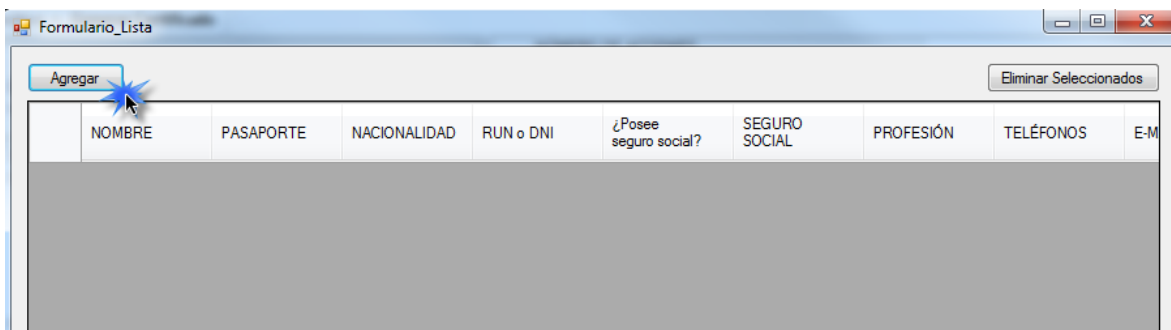 Formulario_Lista
Agregar
Eliminar Seleccionados
NOMBRE
PASAPORTE
NACIONALIDAD
RUN o DNI
¿Posee
seguro social?
SEGURO
SOCIAL
PROFESIÓN
TELÉFONOS
E-M